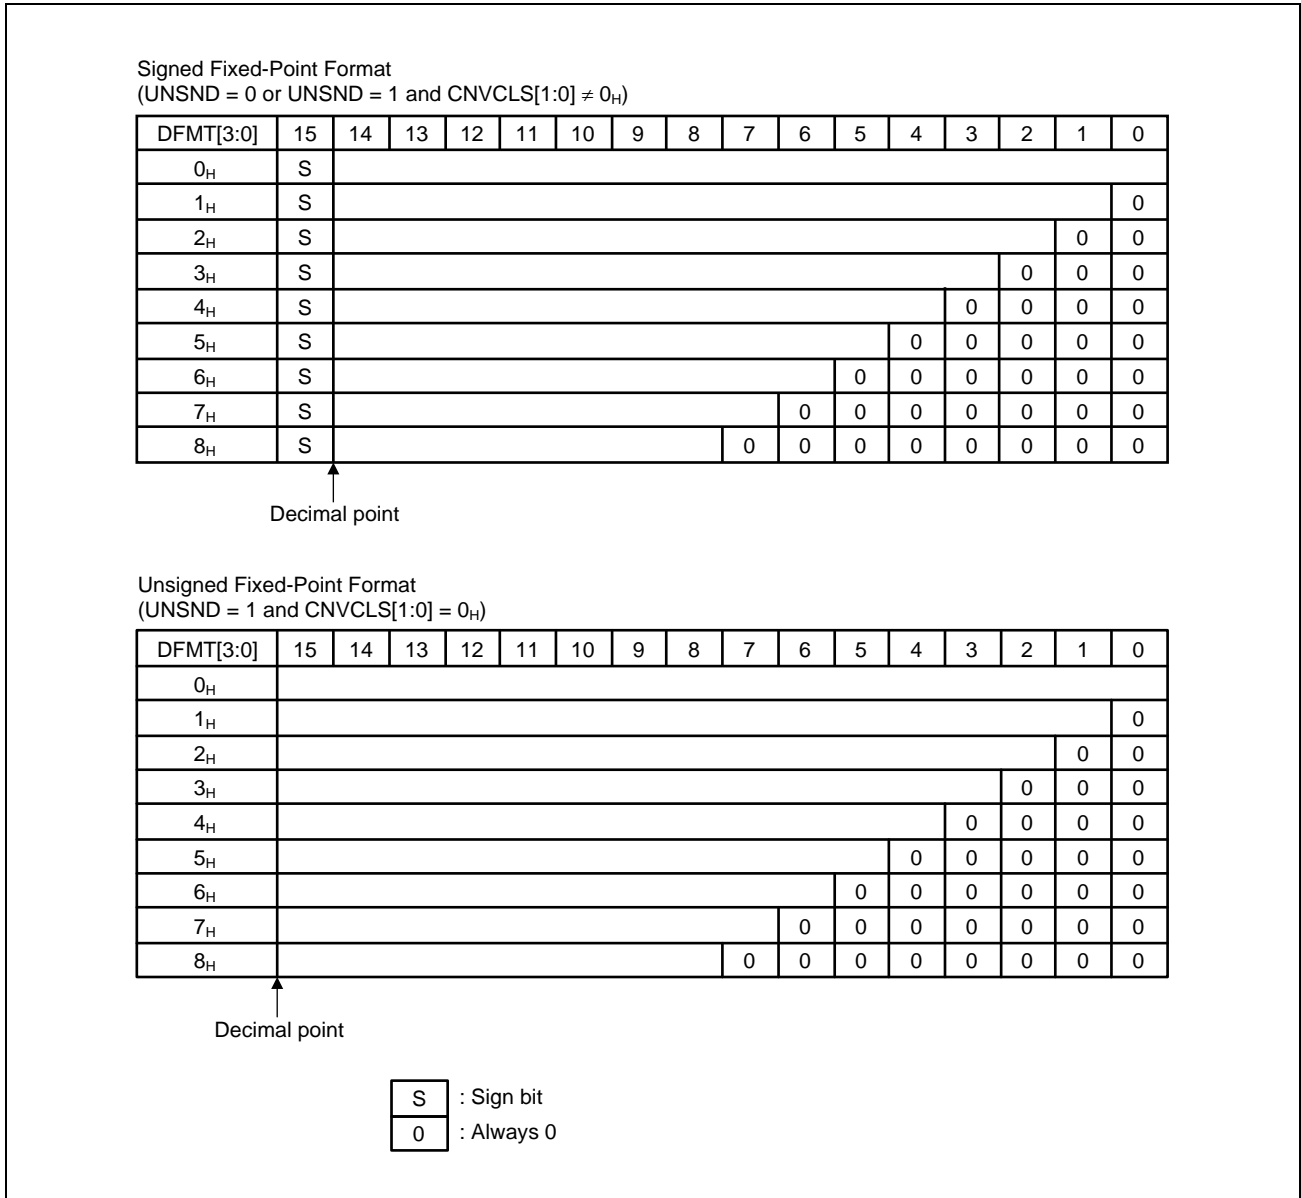 Signed Fixed-Point Format
(UNSND = 0 or UNSND = 1 and CNVCLS[1:0] ≠ 0H)
DFMT[3:0] 15 14 13 12 11 10 9 8 7 6 5 4 3 2 1 0
0H S
1H S 0
2H S 0 0
3H S 0 0 0
4H S 0 0 0 0
5H S 0 0 0 0 0
6H S 0 0 0 0 0 0
7H S 0 0 0 0 0 0 0
8H S 0 0 0 0 0 0 0 0
Decimal point
Unsigned Fixed-Point Format
(UNSND = 1 and CNVCLS[1:0] = 0H)
DFMT[3:0] 15 14 13 12 11 10 9 8 7 6 5 4 3 2 1 0
0H
1H 0
2H 0 0
3H 0 0 0
4H 0 0 0 0
5H 0 0 0 0 0
6H 0 0 0 0 0 0
7H 0 0 0 0 0 0 0
8H 0 0 0 0 0 0 0 0
Decimal point
S : Sign bit
0 : Always 0